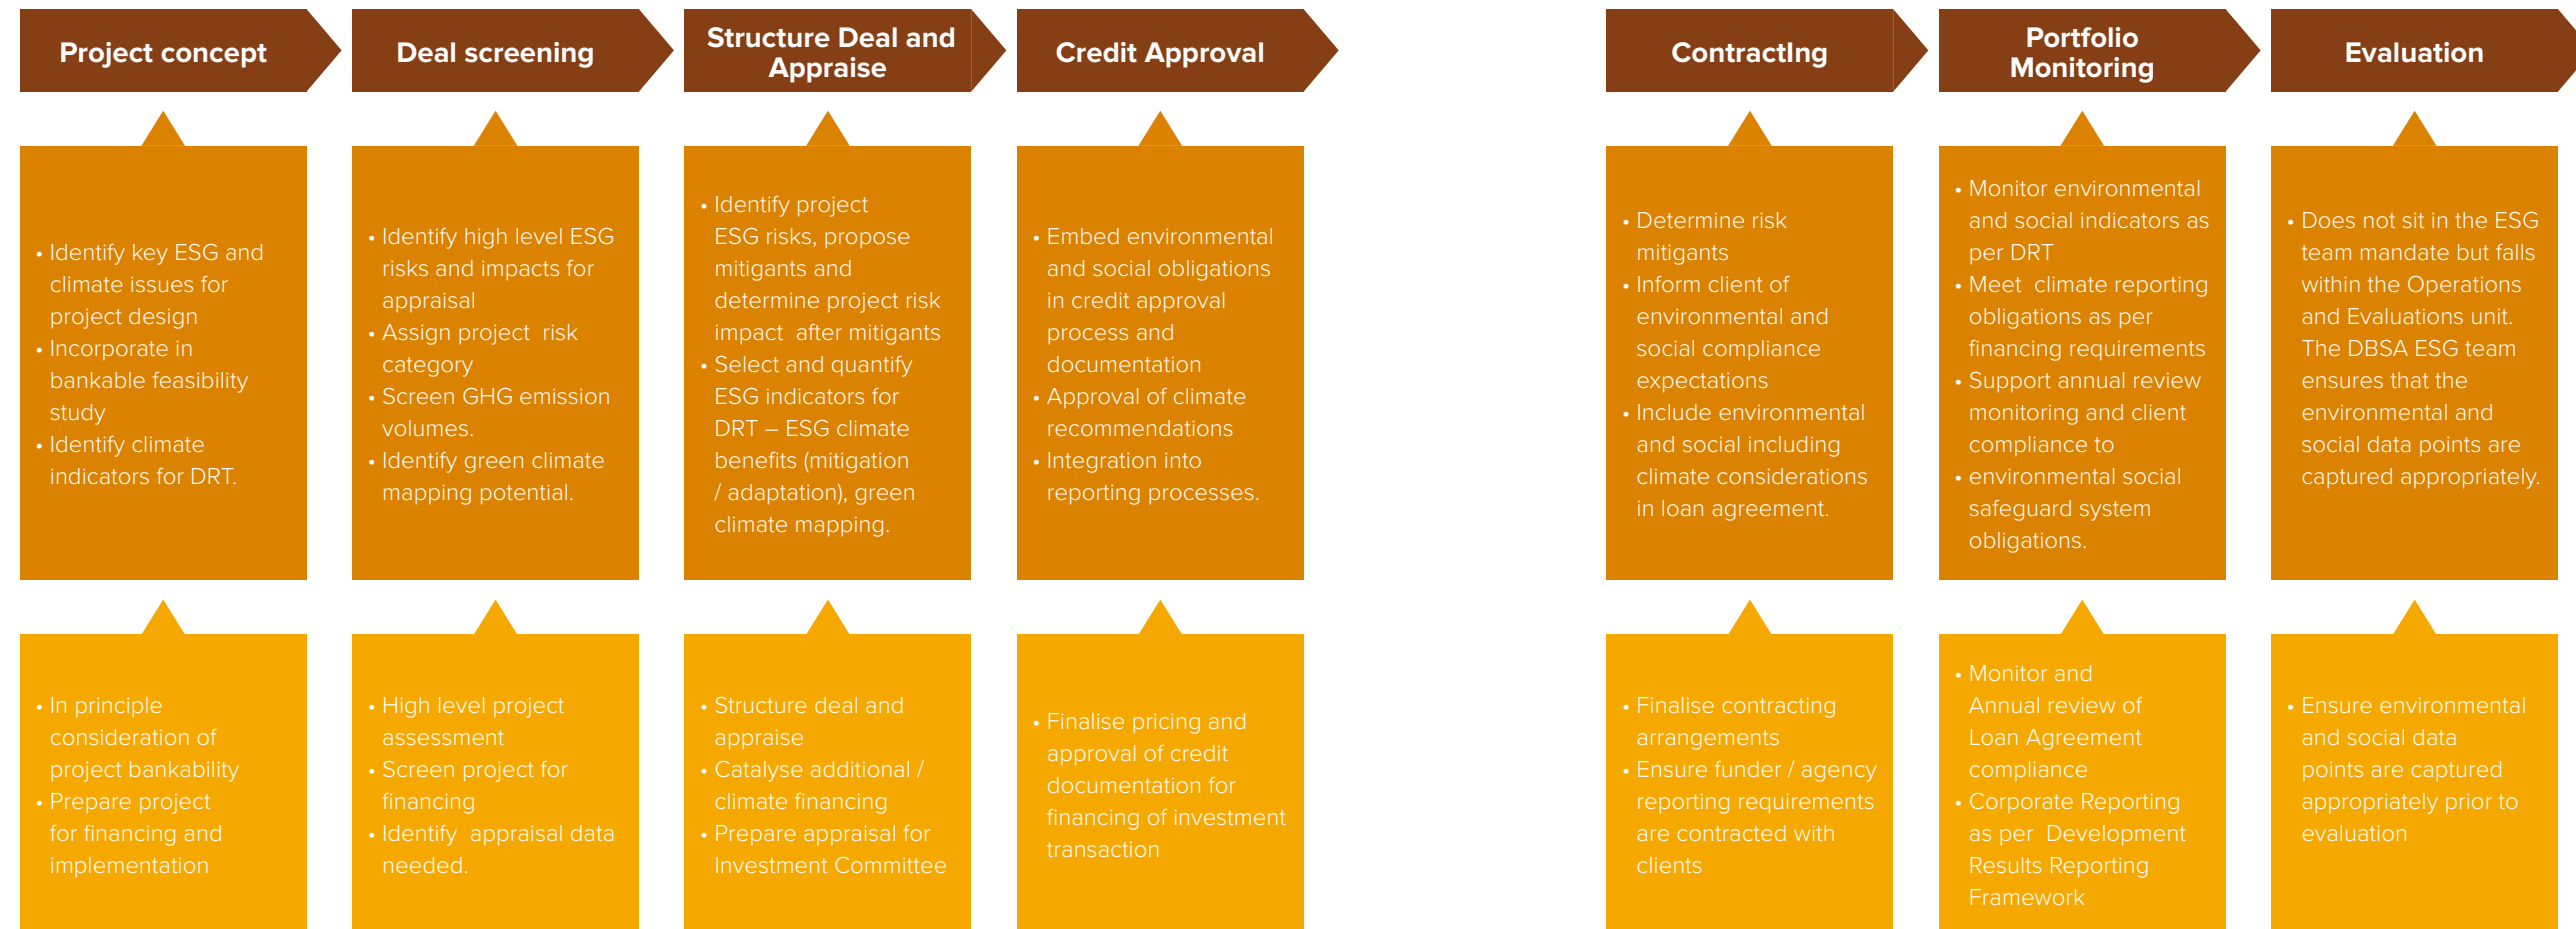 Project concept
Deal screening
Structure Deal and
Appraise
Credit Approval
ContractIng
Portfolio
Monitoring
Evaluation
• Identify key ESG and
climate issues for
project design
• Incorporate in
bankable feasibility
study
• Identify climate
indicators for DRT.
• Identify high level ESG
risks and impacts for
appraisal
• Assign project risk
category
• Screen GHG emission
volumes.
• Identify green climate
mapping potential.
• Identify project
ESG risks, propose
mitigants and
determine project risk
impact after mitigants
• Select and quantify
ESG indicators for
DRT – ESG climate
benefits (mitigation
/ adaptation), green
climate mapping.
• Embed environmental
and social obligations
in credit approval
process and
documentation
• Approval of climate
recommendations
• Integration into
reporting processes.
• Determine risk
mitigants
• Inform client of
environmental and
social compliance
expectations
• Include environmental
and social including
climate considerations
in loan agreement.
• Monitor environmental
and social indicators as
per DRT
• Meet climate reporting
obligations as per
financing requirements
• Support annual review
monitoring and client
compliance to
• environmental social
safeguard system
obligations.
• Does not sit in the ESG
team mandate but falls
within the Operations
and Evaluations unit.
The DBSA ESG team
ensures that the
environmental and
social data points are
captured appropriately.
• In principle
consideration of
project bankability
• Prepare project
for financing and
implementation
• High level project
assessment
• Screen project for
financing
• Identify appraisal data
needed.
• Structure deal and
appraise
• Catalyse additional /
climate financing
• Prepare appraisal for
Investment Committee
• Finalise pricing and
approval of credit
documentation for
financing of investment
transaction
• Finalise contracting
arrangements
• Ensure funder / agency
reporting requirements
are contracted with
clients
• Monitor and
Annual review of
Loan Agreement
compliance
• Corporate Reporting
as per Development
Results Reporting
Framework
• Ensure environmental
and social data
points are captured
appropriately prior to
evaluation